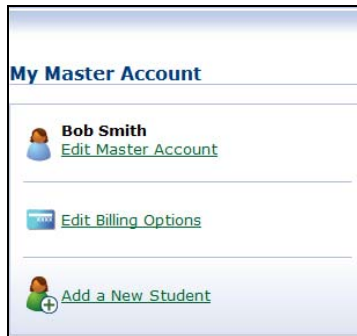 My Master Account
Bob Smith
Edit Master Account
Edit Billing Options
Add a New Student